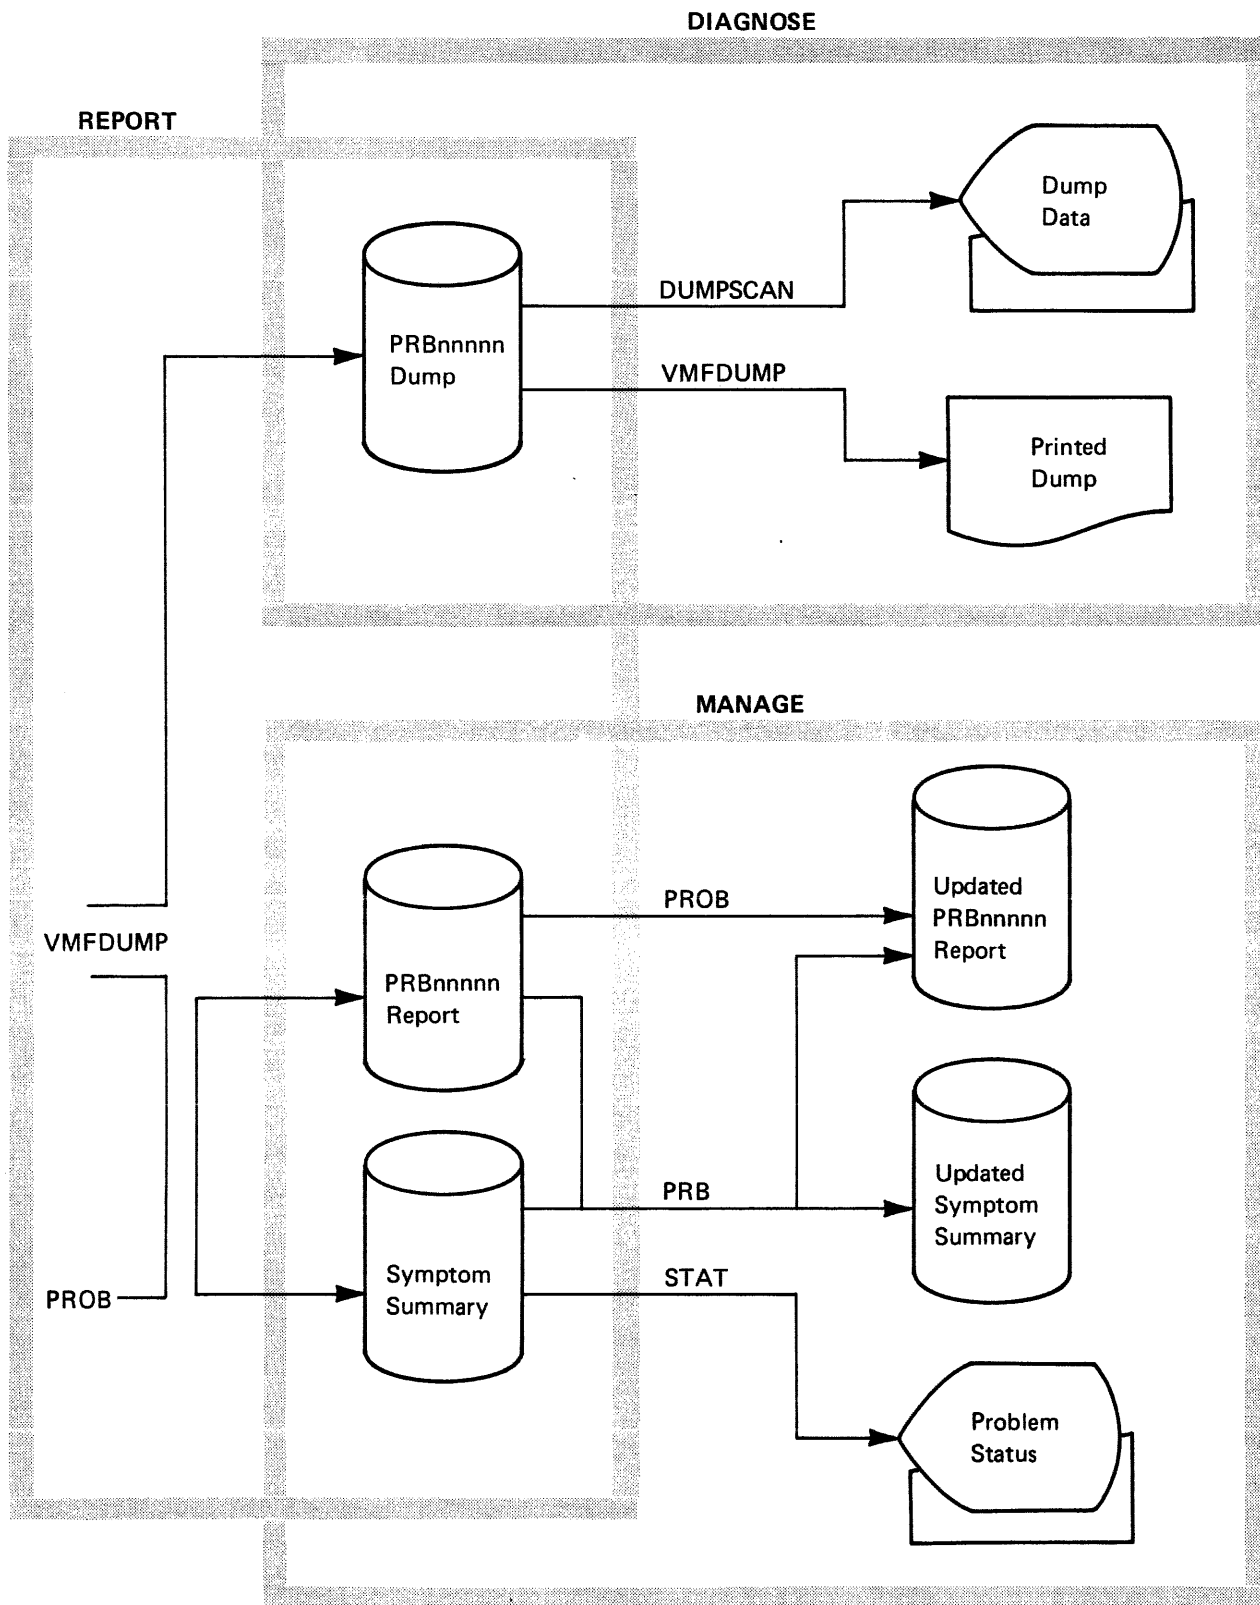 DIAGNOSE
REPORT
Dump
Data
DUMPSCAN
PRBnnnnn
Dump
VMFDUMP
Printed
Dump
MANAGE
Updated
PRBnnnnn
Report
PROB
VMFDUMP
PRBnnnnn
Report
Updated
Symptom
Summary
PRB
Symptom
Summary
STAT
PROB
Problem
Status